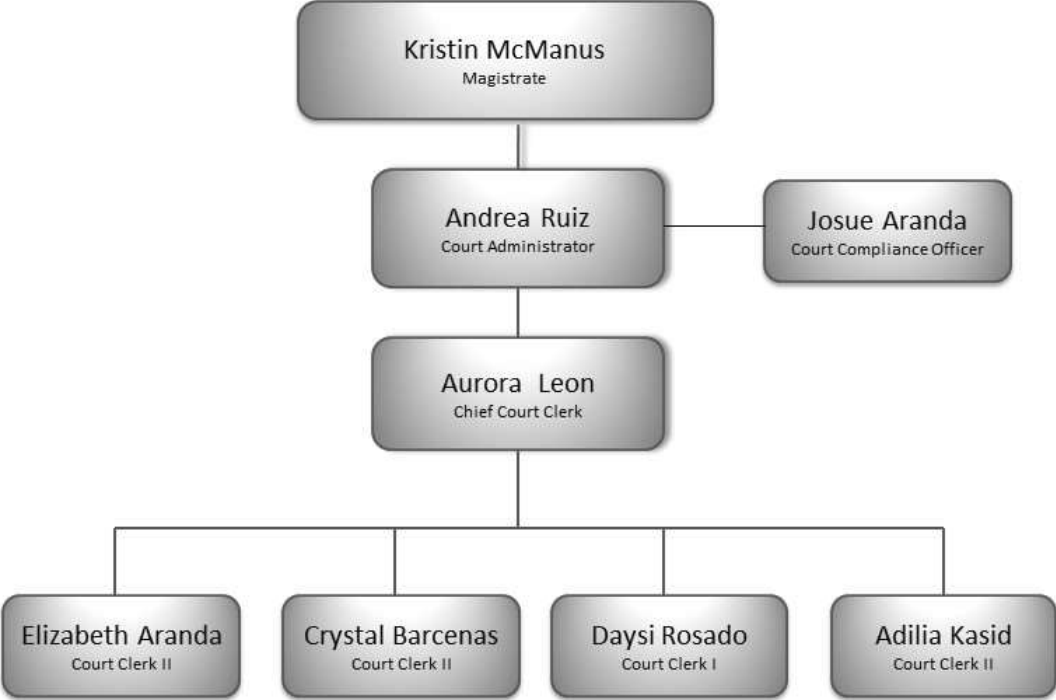 Kristin McManus
Magistrate
Andrea Ruiz
Court Administrator
Josue Aranda
Court Compliance Officer
Aurora Leon
Chief Court Clerk
Elizabeth Aranda
Court Clerk II
Crystal Barcenas
Court Clerk II
Daysi Rosado
Court Clerk I
Adilia Kasid
Court Clerk II